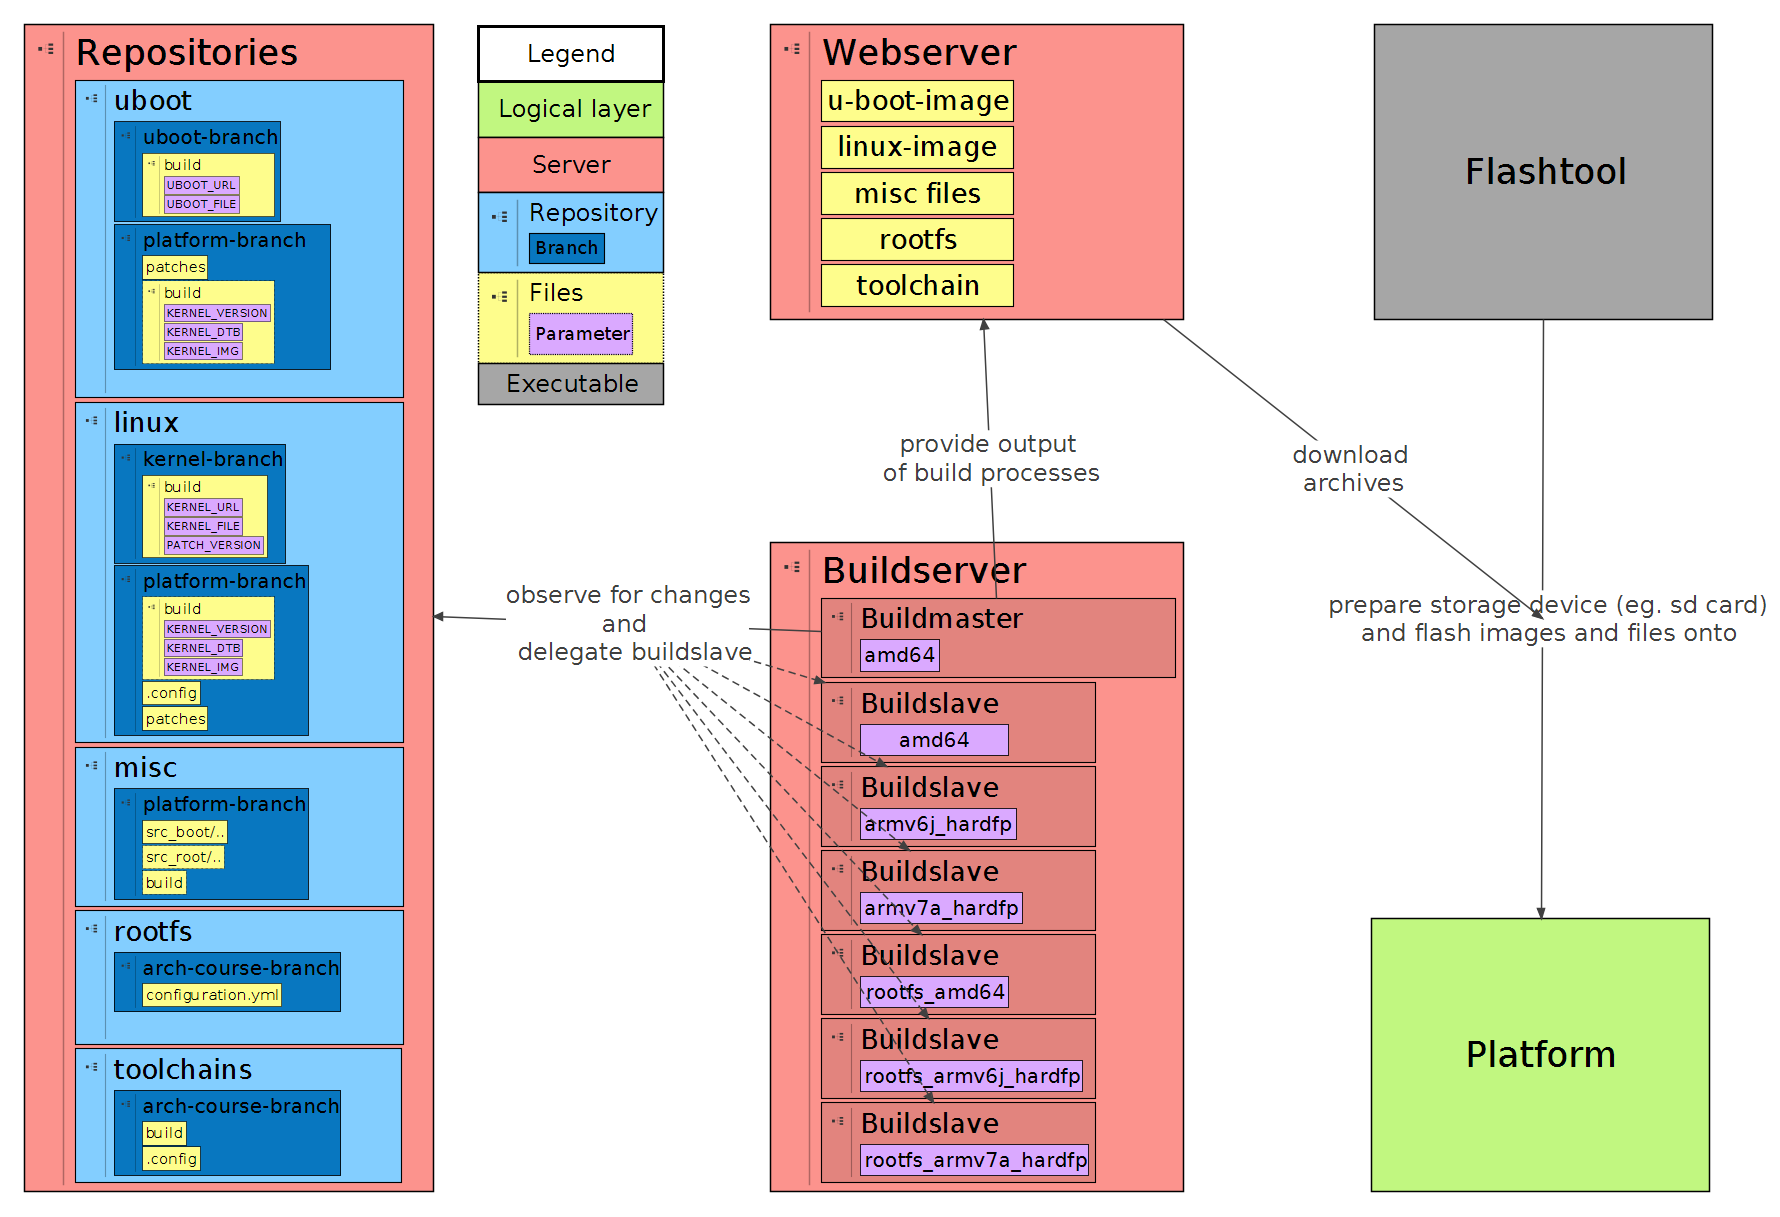 Repositories
uboot
uboot-branch
build
UBOOT_URL
UBOOT_FILE
platform-branch
patches
build
KERNEL_VERSION
KERNEL_DTB
KERNEL_IMG
linux
kernel-branch
build
KERNEL_URL
KERNEL_FILE
PATCH_VERSION
platform-branch
build
KERNEL_VERSION
KERNEL_DTB
KERNEL_IMG
.config
patches
misc
platform-branch
src_boot/..
src_root/..
build
rootfs
arch-course-branch
configuration.yml
toolchains
arch-course-branch
build
.config
Legend
Logical layer
Server
Repository
Branch
Files
Parameter
Executable
observe for changes
and
delegate buildslave
Webserver
u-boot-image
linux-image
misc files
rootfs
toolchain
provide output
of build processes
Buildserver
Buildmaster
amd64
Buildslave
amd64
Buildslave
armv6j_hardfp
Buildslave
armv7a_hardfp
Buildslave
rootfs_amd64
Buildslave
rootfs_armv6j_hardfp
Buildslave
rootfs_armv7a_hardfp
download
archives
Flashtool
prepare storage device (eg. sd card)
and flash images and files onto
Platform